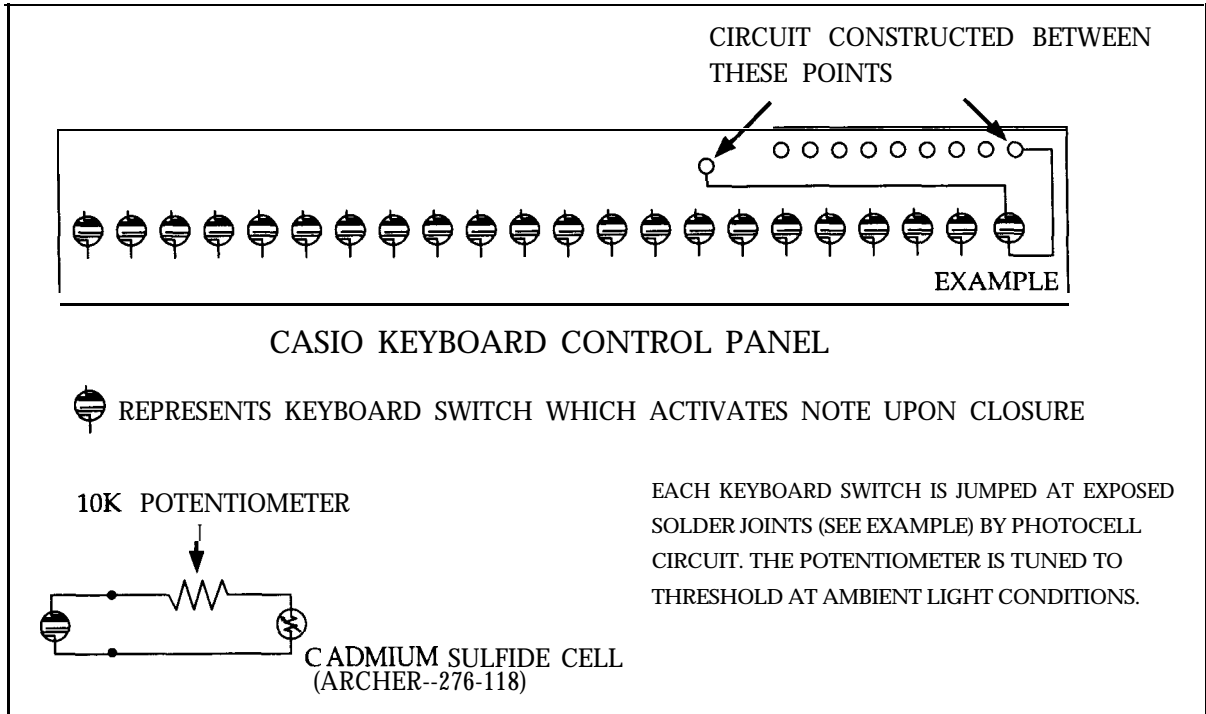 CIRCUIT CONSTRUCTED BETWEEN
THESE POINTS
EXAMPLE
CASIO KEYBOARD CONTROL PANEL
REPRESENTS KEYBOARD SWITCH WHICH ACTIVATES NOTE UPON CLOSURE
10K POTENTIOMETER
CADMIUM SULFIDE CELL
(ARCHER--276-118)
EACH KEYBOARD SWITCH IS JUMPED AT EXPOSED
SOLDER JOINTS (SEE EXAMPLE) BY PHOTOCELL
CIRCUIT. THE POTENTIOMETER IS TUNED TO
THRESHOLD AT AMBIENT LIGHT CONDITIONS.